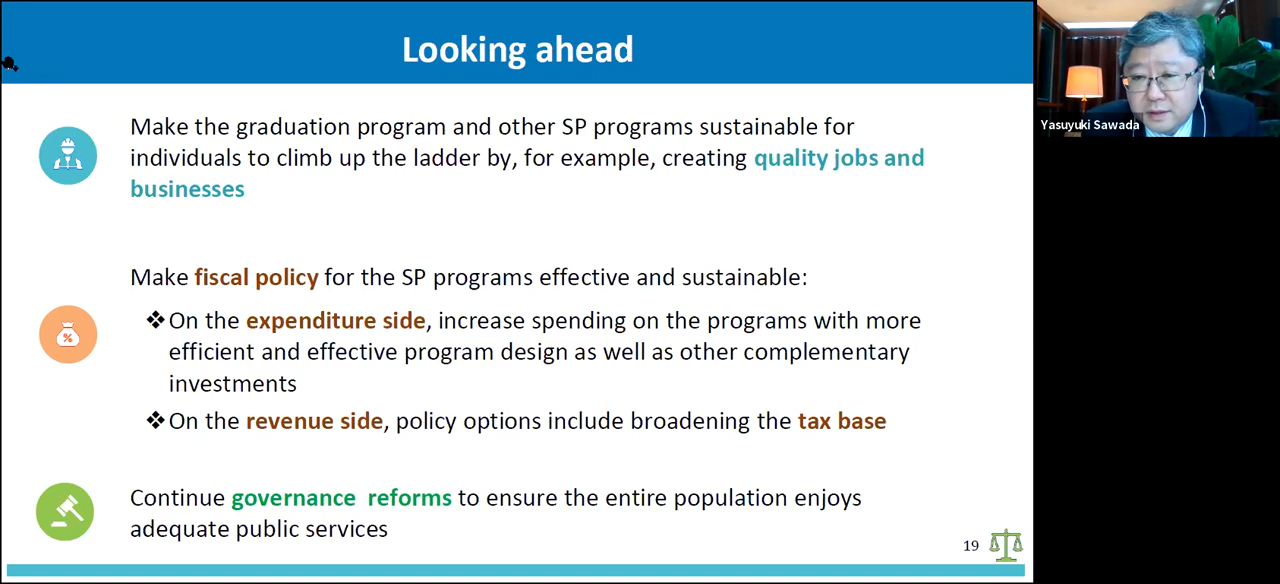 Looking ahead
Make the graduation program and other SP programs sustainable for
individuals to climb up the ladder by, for example, creating quality jobs and
businesses
Make fiscal policy for the SP programs effective and sustainable:
❖On the expenditure side, increase spending on the programs with more
efficient and effective program design as well as other complementary
investments
❖On the revenue side, policy options include broadening the tax base
Continue governance  reforms to ensure the entire population enjoys
adequate public services
%
19
Yasuyuki Sawada